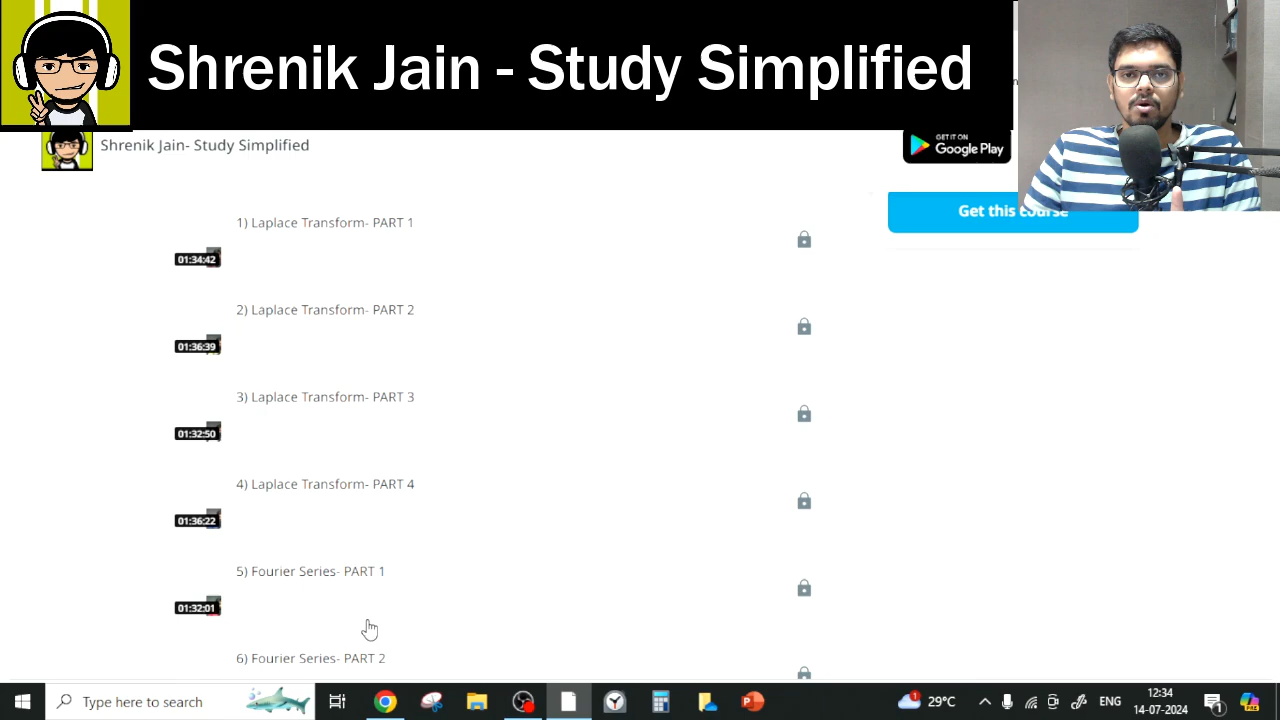 Shrenik Jain - Study Simplified
Shrenik Jain- Study Simplified
GET IT ON
Google Play
Get this course
1) Laplace Transform- PART 1
01:34:42
2) Laplace Transform- PART 2
01:36:39
3) Laplace Transform- PART 3
01:32:50
4) Laplace Transform- PART 4
01:36:22
5) Fourier Series- PART 1
01:32:01
6) Fourier Series- PART 2
Type here to search
1
29°C
ENG
12:34
14-07-2024
1